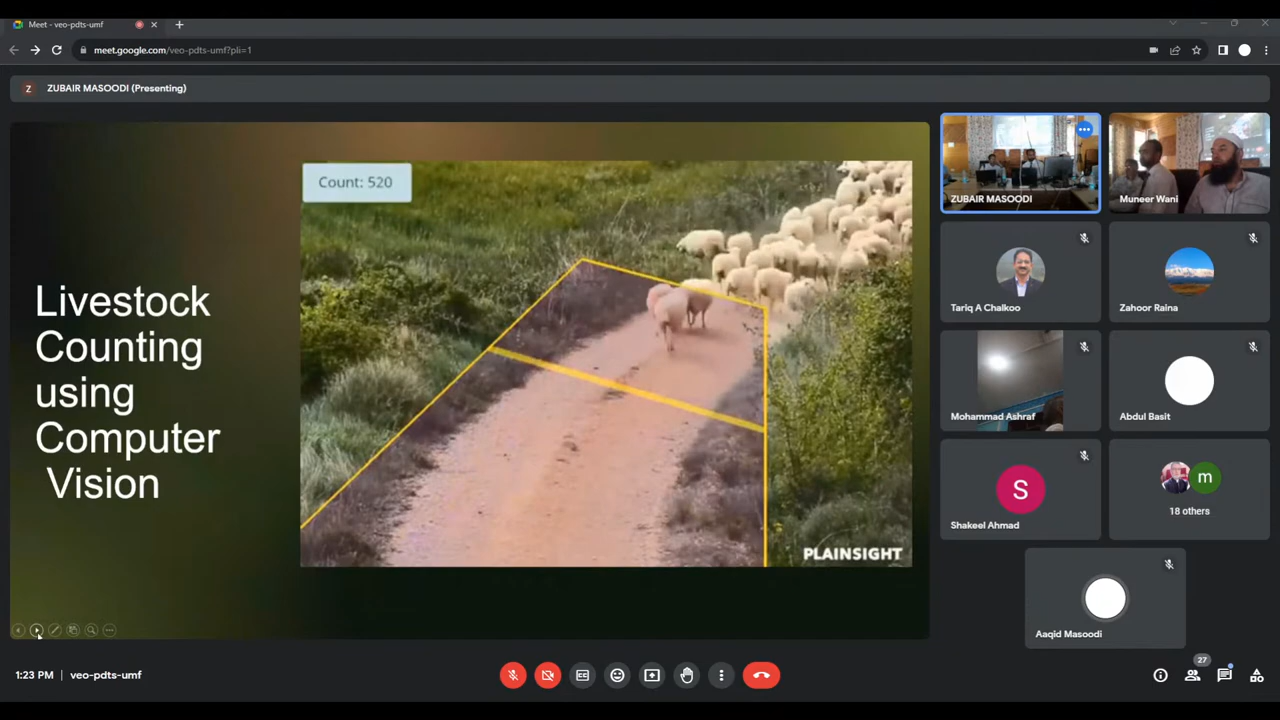 Meet - veo-pdts-umf
meet.google.com/veo-pdts-umf?pli=1
Z ZUBAIR MASOODI (Presenting)
Count: 520
Livestock
Counting
using
Computer
Vision
PLAINSIGHT
ZUBAIR MASOODI
Muneer Wani
Tariq A Chalkoo
Zahoor Raina
Mohammad Ashraf
Abdul Basit
S
Shakeel Ahmad
m
18 others
Aaqid Masoodi
1:23 PM | veo-pdts-umf
27